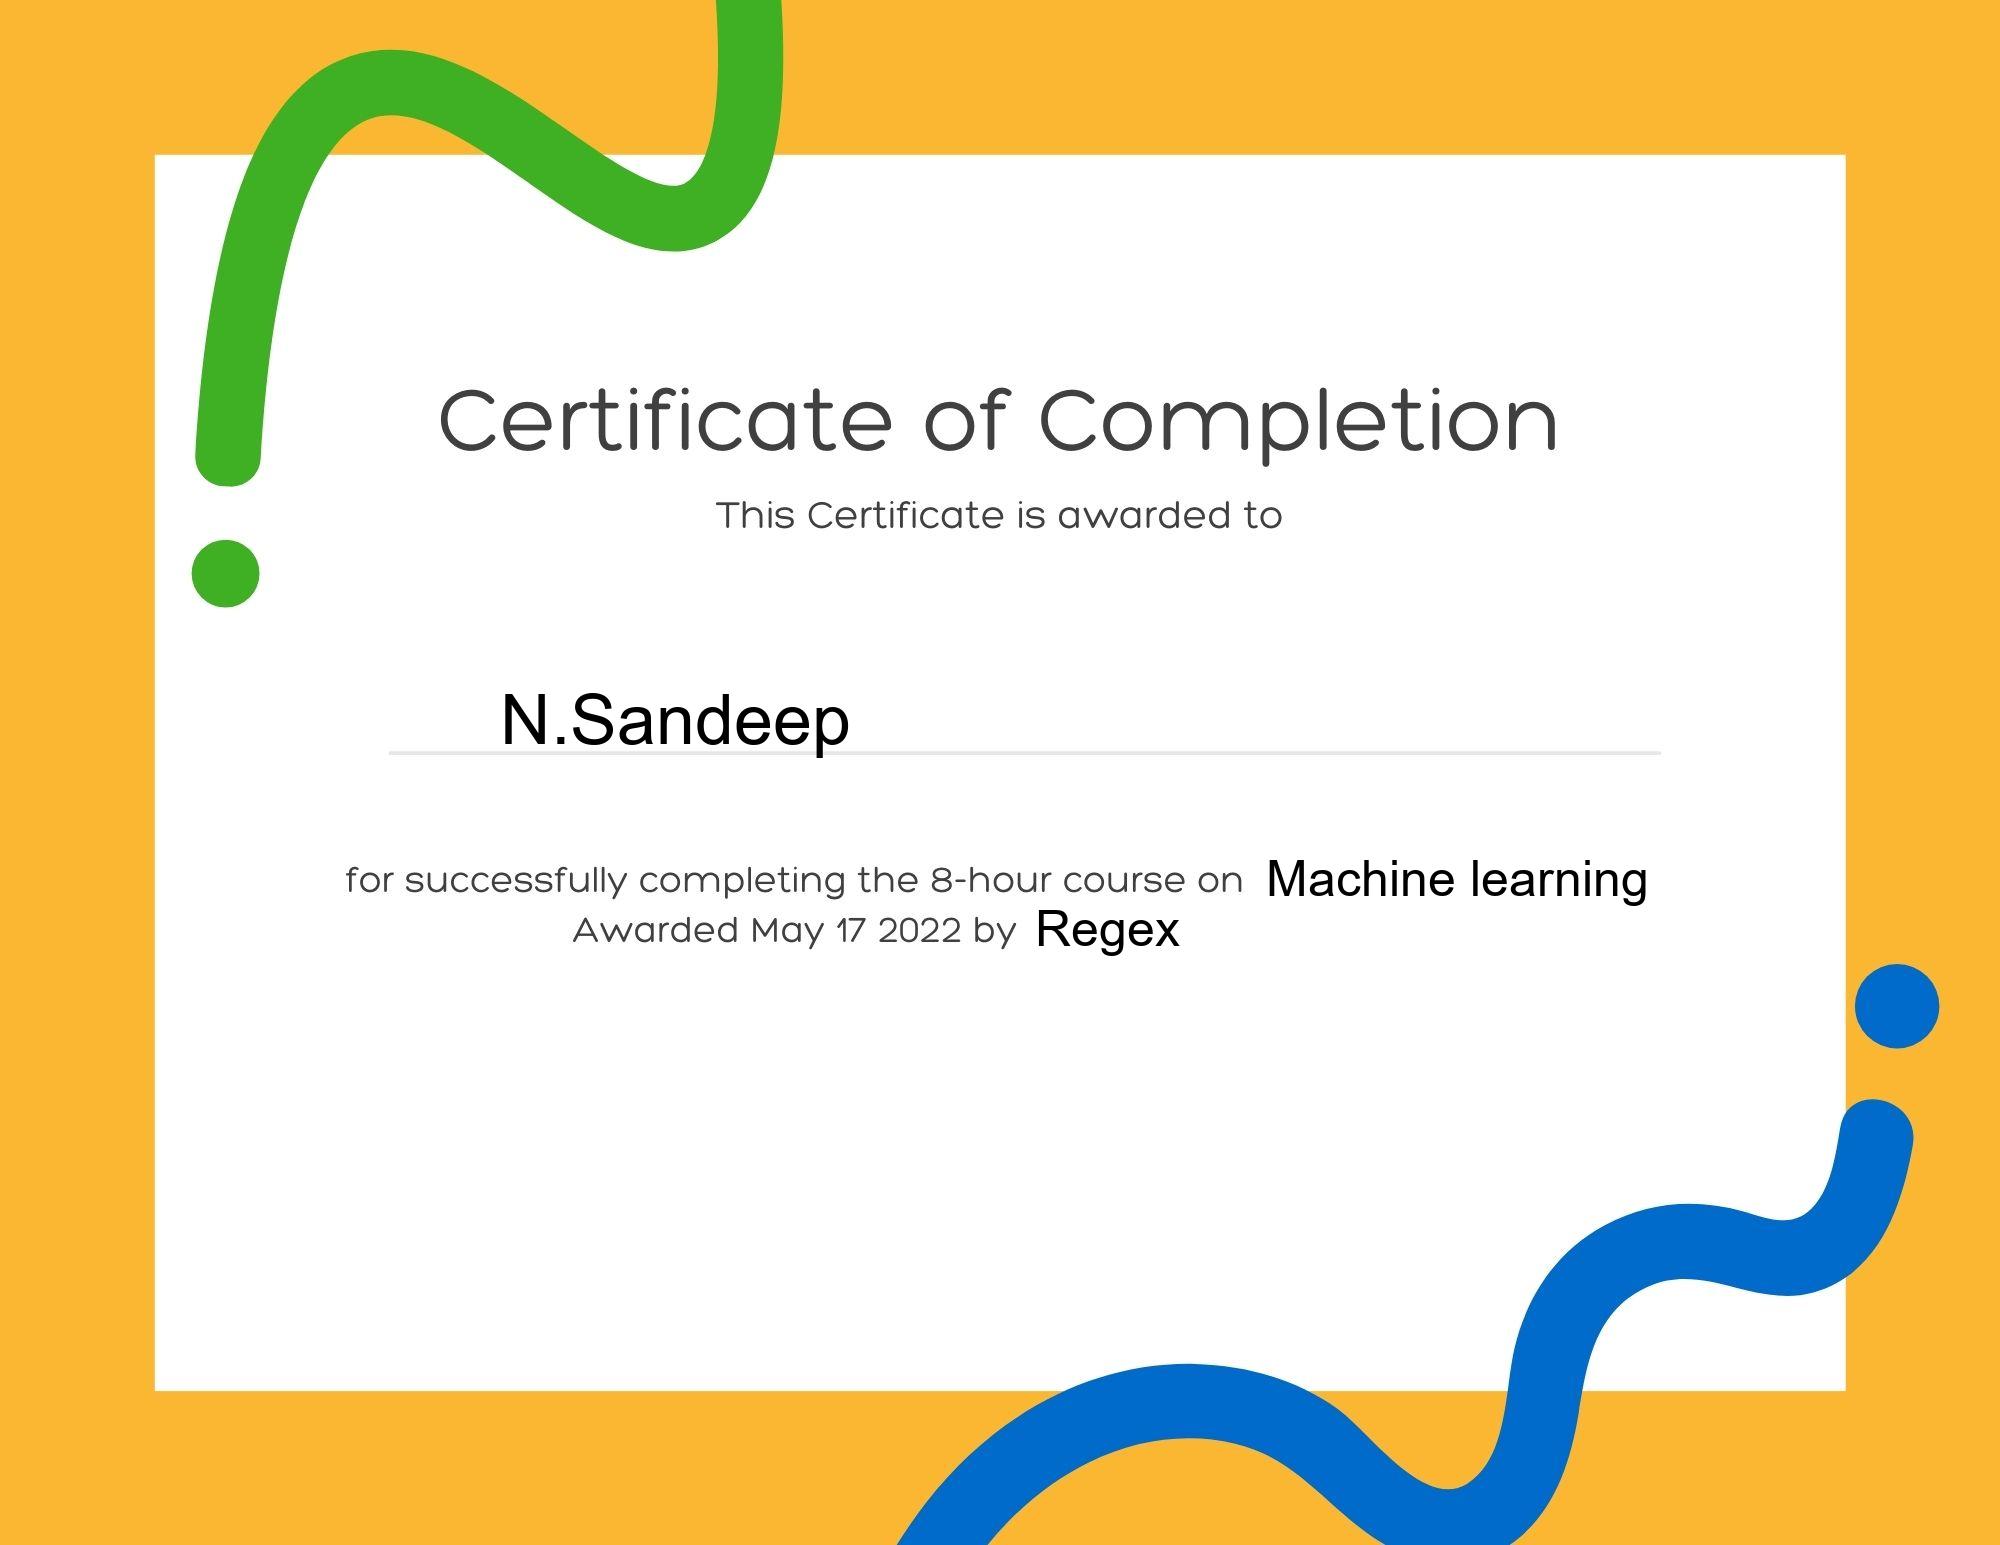 Certificate of Completion
This Certificate is awarded to
N.Sandeep
for successfully completing the 8-hour course on Machine learning
Awarded May 17 2022 by Regex